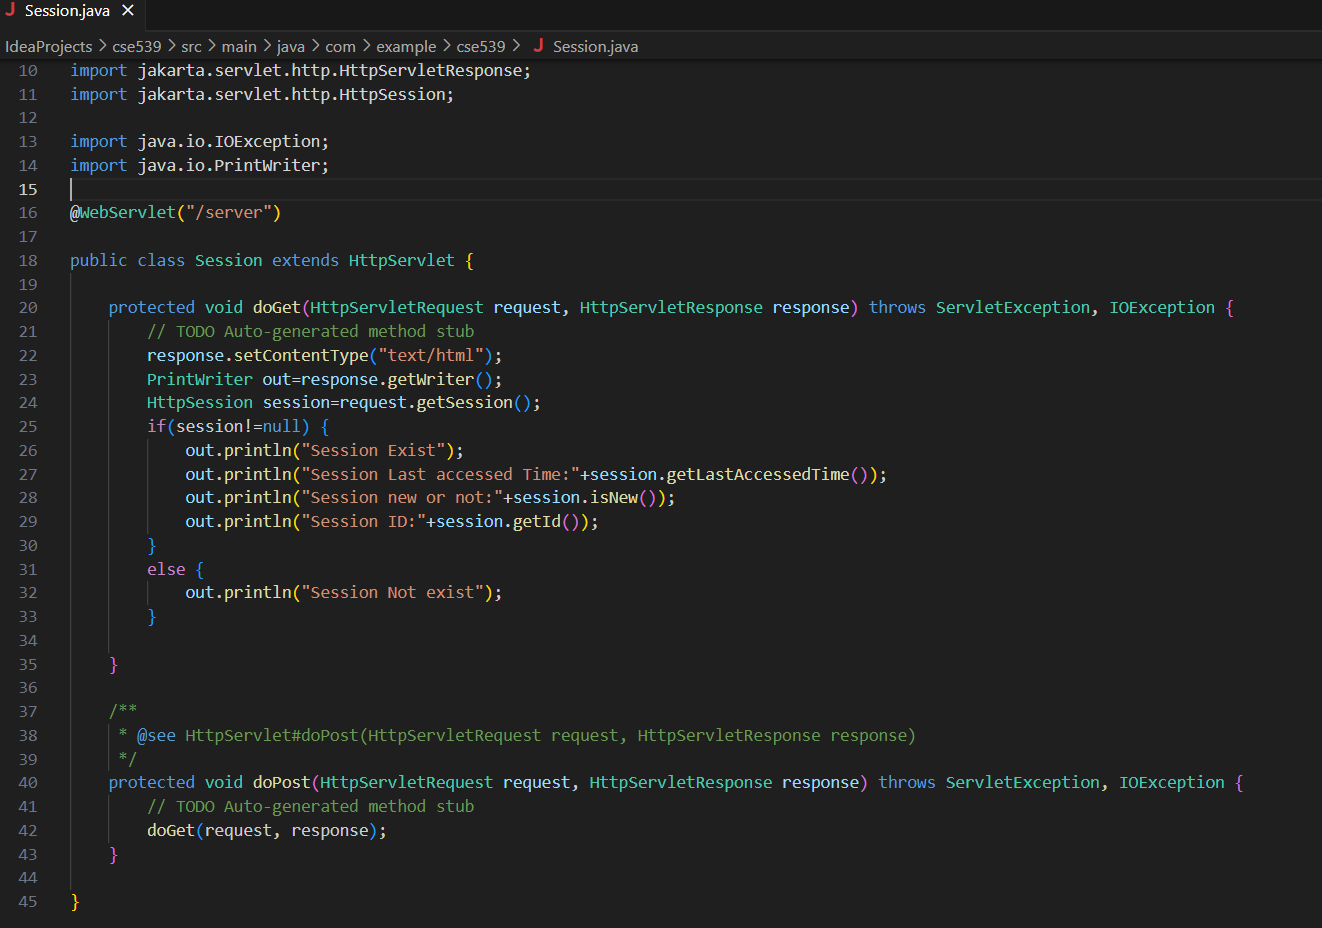 J Session.java ×
IdeaProjects > cse539 > src > main > java > com > example > cse539 > J Session.java
10 import jakarta.servlet.http.HttpServletResponse;
11 import jakarta.servlet.http.HttpSession;
12
13 import java.io.IOException;
14 import java.io.PrintWriter;
15
16 @WebServlet("/server")
17
18 public class Session extends HttpServlet {
19
20     protected void doGet(HttpServletRequest request, HttpServletResponse response) throws ServletException, IOException {
21         // TODO Auto-generated method stub
22         response.setContentType("text/html");
23         PrintWriter out=response.getWriter();
24         HttpSession session=request.getSession();
25         if(session!=null) {
26             out.println("Session Exist");
27             out.println("Session Last accessed Time:"+session.getLastAccessedTime());
28             out.println("Session new or not:"+session.isNew());
29             out.println("Session ID:"+session.getId());
30         }
31         else {
32             out.println("Session Not exist");
33         }
34
35     }
36
37     /**
38      * @see HttpServlet#doPost(HttpServletRequest request, HttpServletResponse response)
39      */
40     protected void doPost(HttpServletRequest request, HttpServletResponse response) throws ServletException, IOException {
41         // TODO Auto-generated method stub
42         doGet(request, response);
43     }
44
45 }